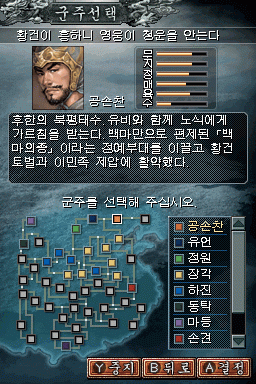 군주선택
황건이 흥하니 영웅이 청운을 안는다
무
지
정
매
욕
수
공손찬
후한의 북평태수. 유비와 함께 노식에게
가르침을 받는다. 백마만으로 편제된 「백
마의종」이라는 정예부대를 이끌고 황건
토벌과 이민족 제압에 활약했다.
군주를 선택해 주십시오.
공손찬
유언
정원
장각
하진
동탁
마등
손견
Y중지 B뒤로 A결정